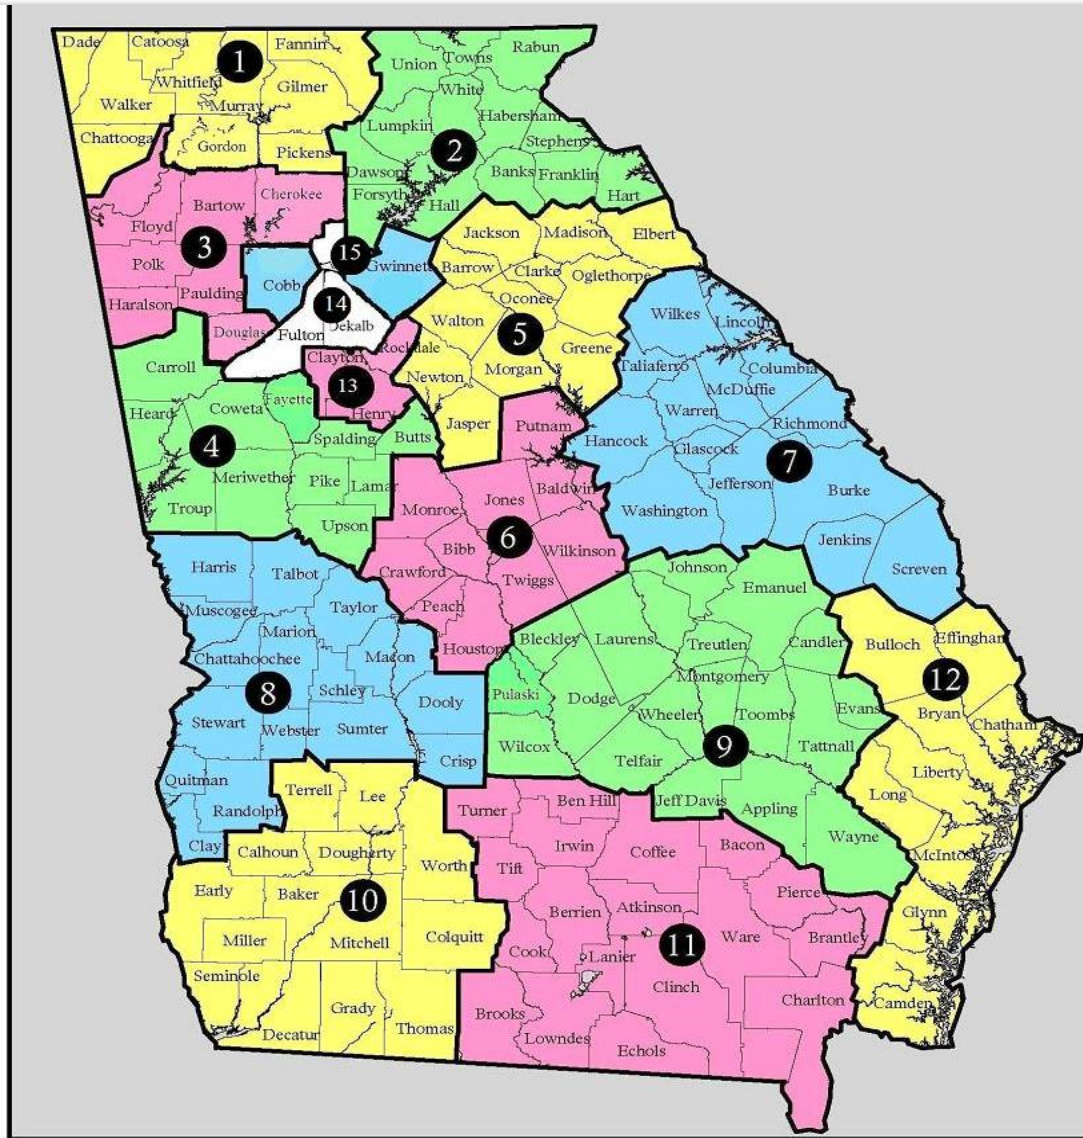 Dade
Catoosa
Fannin
1
Whitfield
Gilmer
Walker
Murray
Chattooga
Gordon
Pickens
Rabun
Towns
Union
White
Habersham
Lumpkin
2
Stephens
Dawson
Banks
Franklin
Forsyth
Hall
Hart
Cherokee
Bartow
Floyd
3
Polk
Paulding
Haralson
Douglas
Cobb
15
Gwinnett
14
Fulton
Dekalb
Jackson
Madison
Elbert
Barrow
Clarke
Oglethorpe
Oconee
Walton
5
Greene
Morgan
Newton
Jasper
Rockdale
Clayton
13
Henry
Carroll
Fayette
Coweta
Heard
Spalding
Butts
4
Meriwether
Pike
Lamar
Troup
Upson
Putnam
Jones
Baldwin
Monroe
6
Bibb
Wilkinson
Crawford
Twiggs
Peach
Houston
Wilkes
Lincoln
Taliaferro
Columbia
McDuffie
Warren
Richmond
Hancock
Glascock
7
Jefferson
Burke
Washington
Jenkins
Screven
Harris
Talbot
Muscogee
Taylor
Marion
Chattahoochee
Macon
8
Schley
Dooly
Stewart
Webster
Sumter
Crisp
Quitman
Randolph
Clay
Johnson
Emanuel
Bleckley
Laurens
Treutlen
Candler
Pulaski
Montgomery
Dodge
Wheeler
Toombs
Evans
Wilcox
9
Tattnall
Telfair
Jeff Davis
Appling
Wayne
Bulloch
Effingham
12
Bryan
Chatham
Liberty
Long
McIntosh
Glynn
Camden
Terrell
Lee
Calhoun
Dougherty
Worth
Early
Baker
10
Miller
Mitchell
Colquitt
Seminole
Grady
Decatur
Thomas
Turner
Ben Hill
Irwin
Coffee
Bacon
Tift
Pierce
Berrien
Atkinson
Cook
Lanier
11
Ware
Brantley
Clinch
Charlton
Brooks
Lowndes
Echols